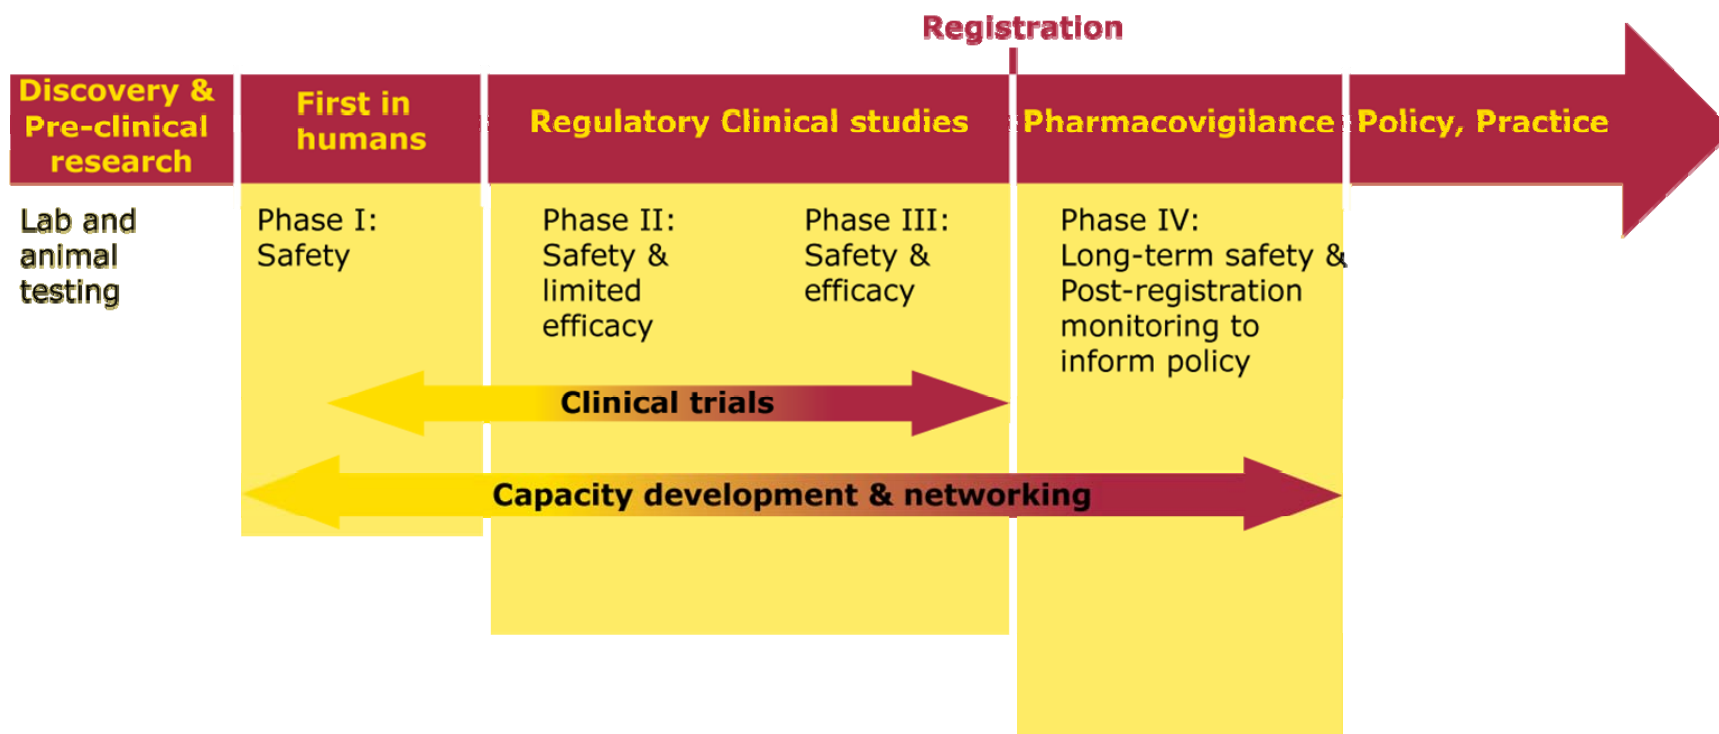 Registration
Discovery &
Pre-clinical
research
First in
humans
Regulatory Clinical studies
Pharmacovigilance
Policy, Practice
Lab and
animal
testing
Phase I:
Safety
Phase II:
Safety &
limited
efficacy
Phase III:
Safety &
efficacy
Phase IV:
Long-term safety &
Post-registration
monitoring to
inform policy
Clinical trials
Capacity development & networking